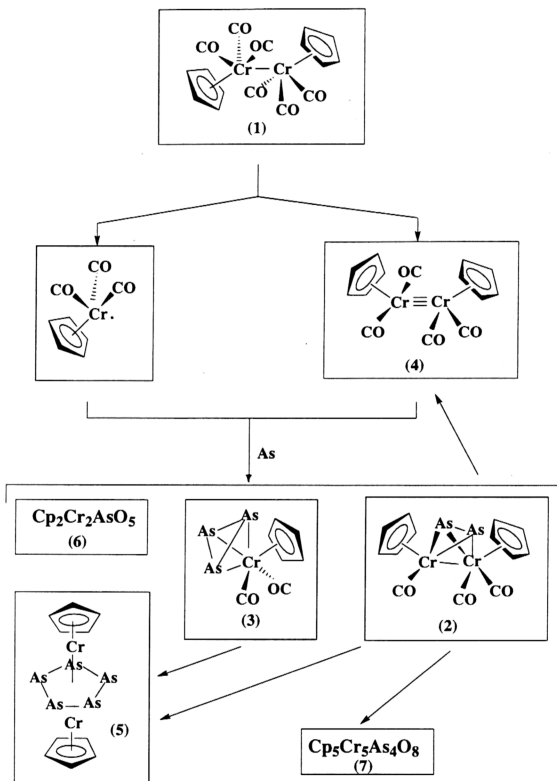 CO
CO OC
Cr Cr
CO CO
CO
(1)
CO
CO CO
Cr.
OC
Cr Cr
CO CO CO
(4)
As
Cp2Cr2AsO5
(6)
As
As
As Cr
CO OC
(3)
As As
Cr Cr
CO CO CO
(2)
Cr
As As As
As As
Cr (5)
Cp5Cr5As4O8
(7)